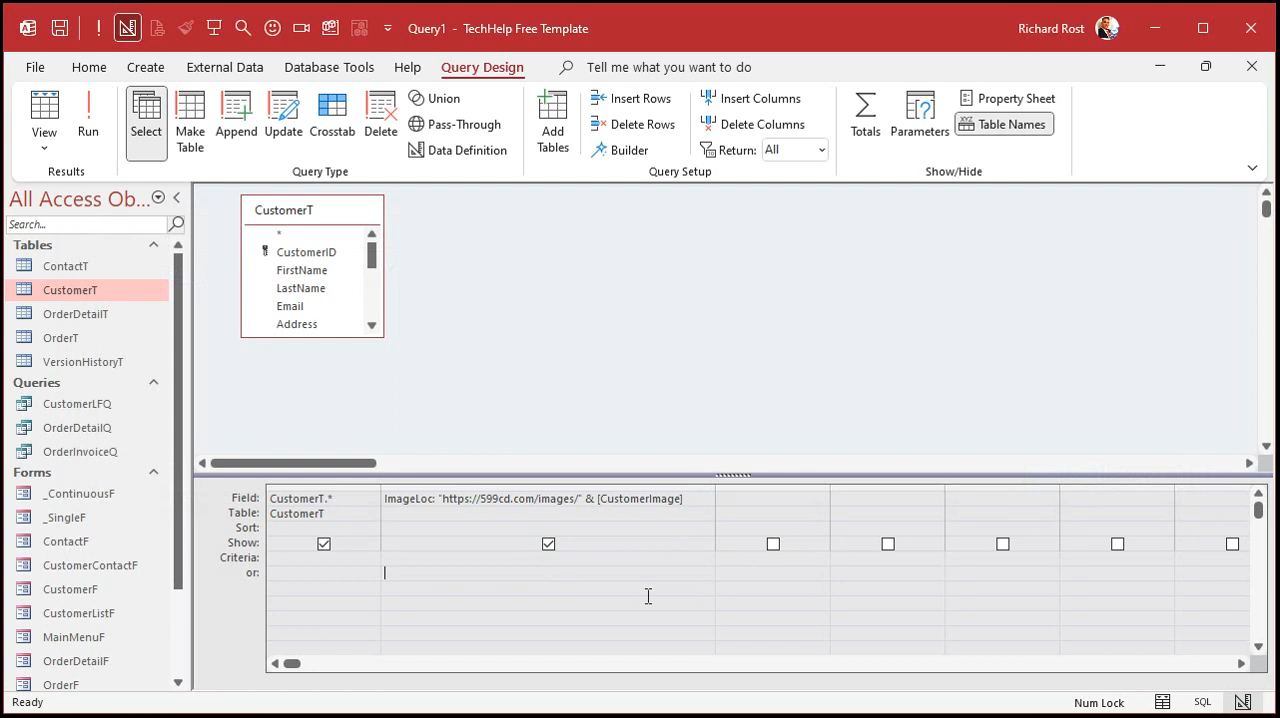 Query1 - TechHelp Free Template
Richard Rost
File Home Create External Data Database Tools Help Query Design Tell me what you want to do
View
Run
Results
Select
Make Table
Append
Update
Crosstab
Delete
Union
Pass-Through
Data Definition
Query Type
Add Tables
Insert Rows
Delete Rows
Builder
Insert Columns
Delete Columns
Return: All
Query Setup
Totals
Parameters
Property Sheet
XYZ Table Names
Show/Hide
All Access Ob...
Search...
Tables
ContactT
CustomerT
OrderDetailT
OrderT
VersionHistoryT
Queries
CustomerLFQ
OrderDetailQ
OrderInvoiceQ
Forms
_ContinuousF
_SingleF
ContactF
CustomerContactF
CustomerF
CustomerListF
MainMenuF
OrderDetailF
OrderF
CustomerT
*
CustomerID
FirstName
LastName
Email
Address
Field: CustomerT.* ImageLoc: "https://599cd.com/images/" & [CustomerImage]
Table: CustomerT
Sort:
Show:
Criteria:
or:
Ready
Num Lock
SQL